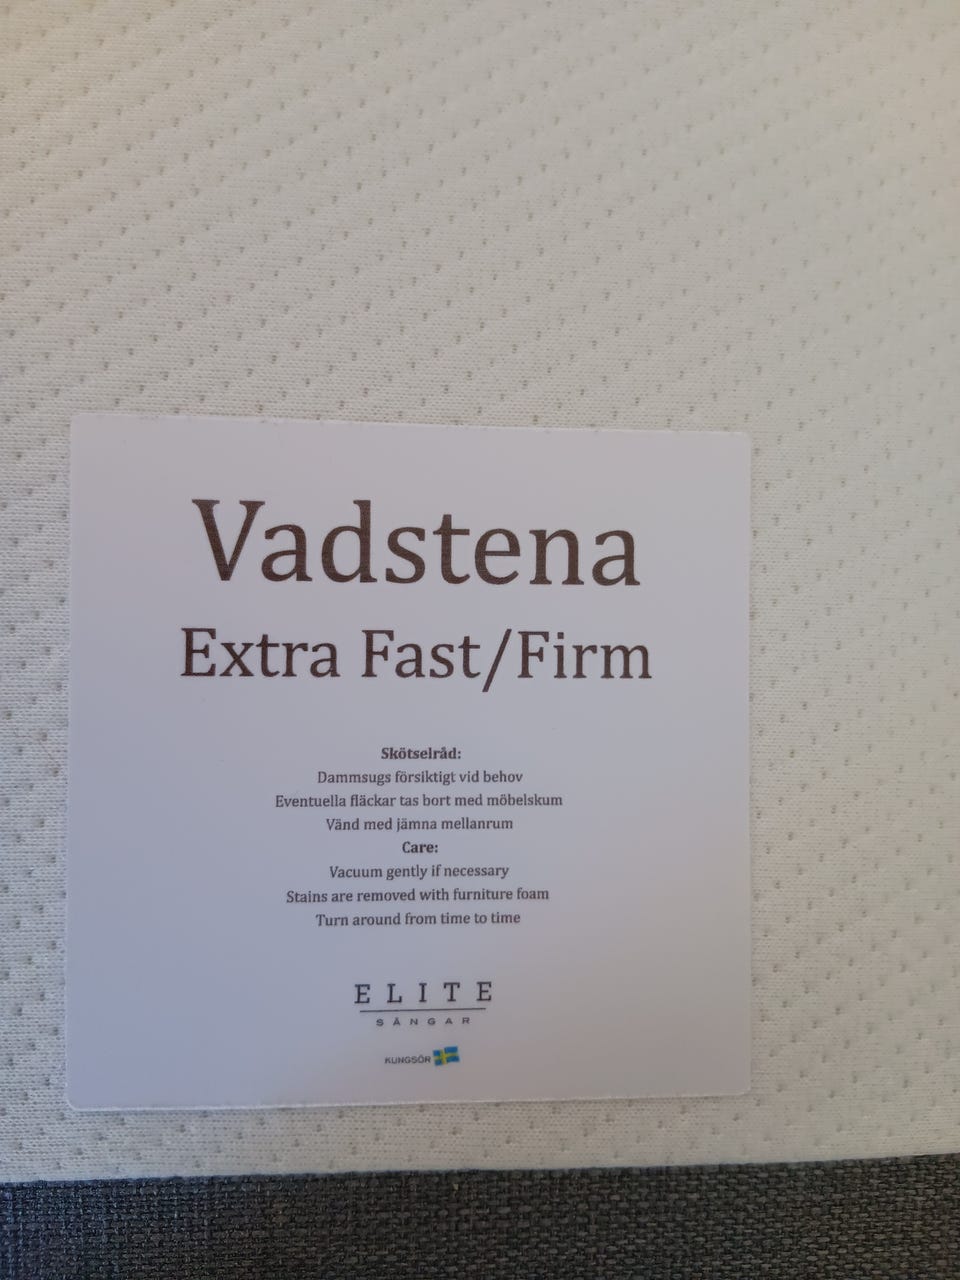 Vadstena
Extra Fast/Firm
Skötselråd:
Dammsugs försiktigt vid behov
Eventuella fläckar tas bort med möbelskum
Vänd med jämna mellanrum
Care:
Vacuum gently if necessary
Stains are removed with furniture foam
Turn around from time to time
ELITE
SÄNGAR
KUNGSÖR